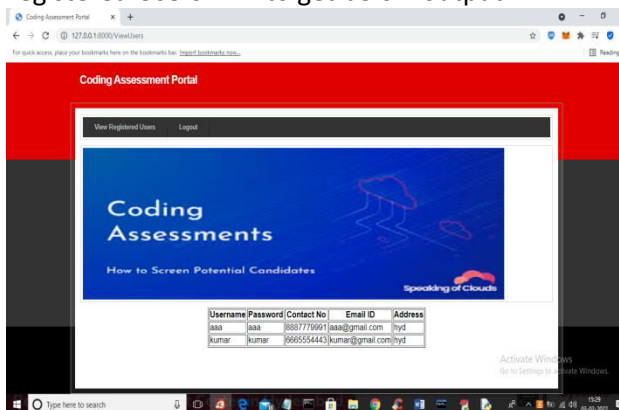 Coding Assessment Portal
127.0.0.1:8000/ViewUsers
For quick access, place your bookmarks here on the bookmarks bar. Import bookmarks now...
Reading
Coding Assessment Portal
View Registered Users Logout
Coding
Assessments
How to Screen Potential Candidates
Speaking of Clouds
Username Password Contact No Email ID Address
aaa aaa 8887779991 aaa@gmail.com hyd
kumar kumar 6665554443 kumar@gmail.com hyd
Activate Windows
Go to Settings to activate Windows.
Type here to search
15:29